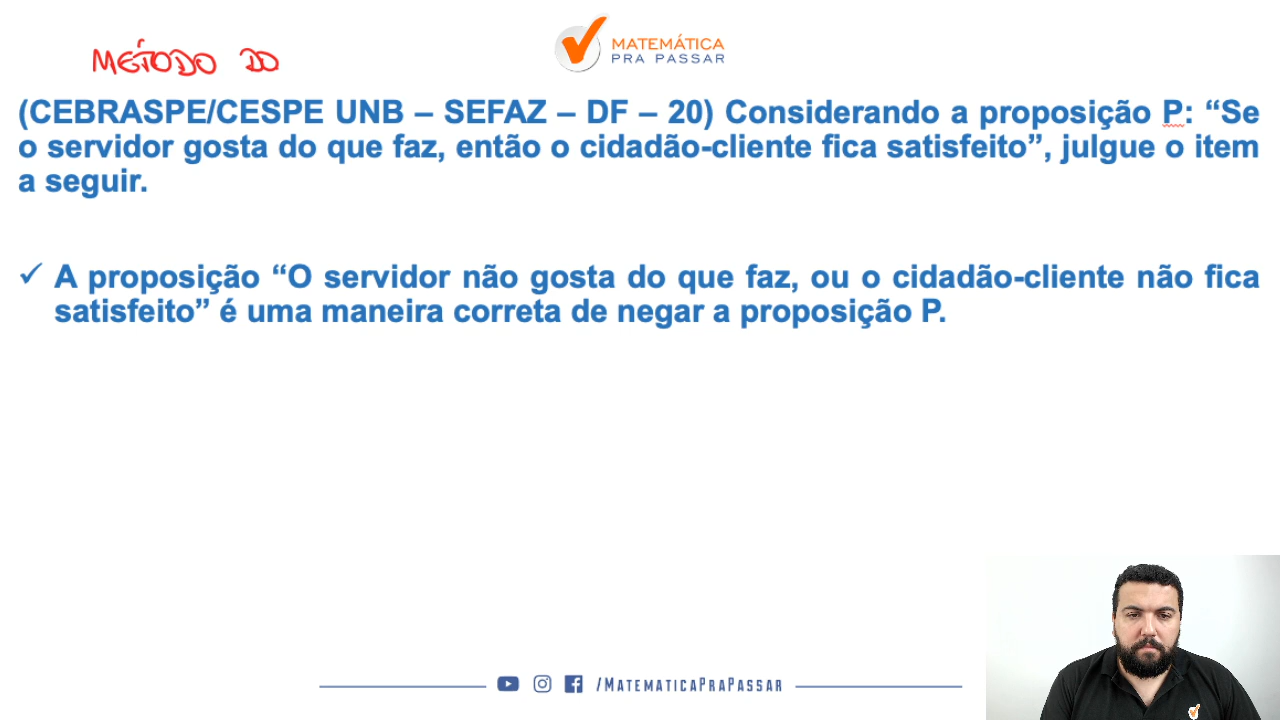 MÉTODO DO
MATEMÁTICA
PRA PASSAR
(CEBRASPE/CESPE UNB – SEFAZ – DF – 20) Considerando a proposição P: “Se
o servidor gosta do que faz, então o cidadão-cliente fica satisfeito”, julgue o item
a seguir.
✓ A proposição “O servidor não gosta do que faz, ou o cidadão-cliente não fica
satisfeito” é uma maneira correta de negar a proposição P.
/MATEMATICAPRAPASSAR